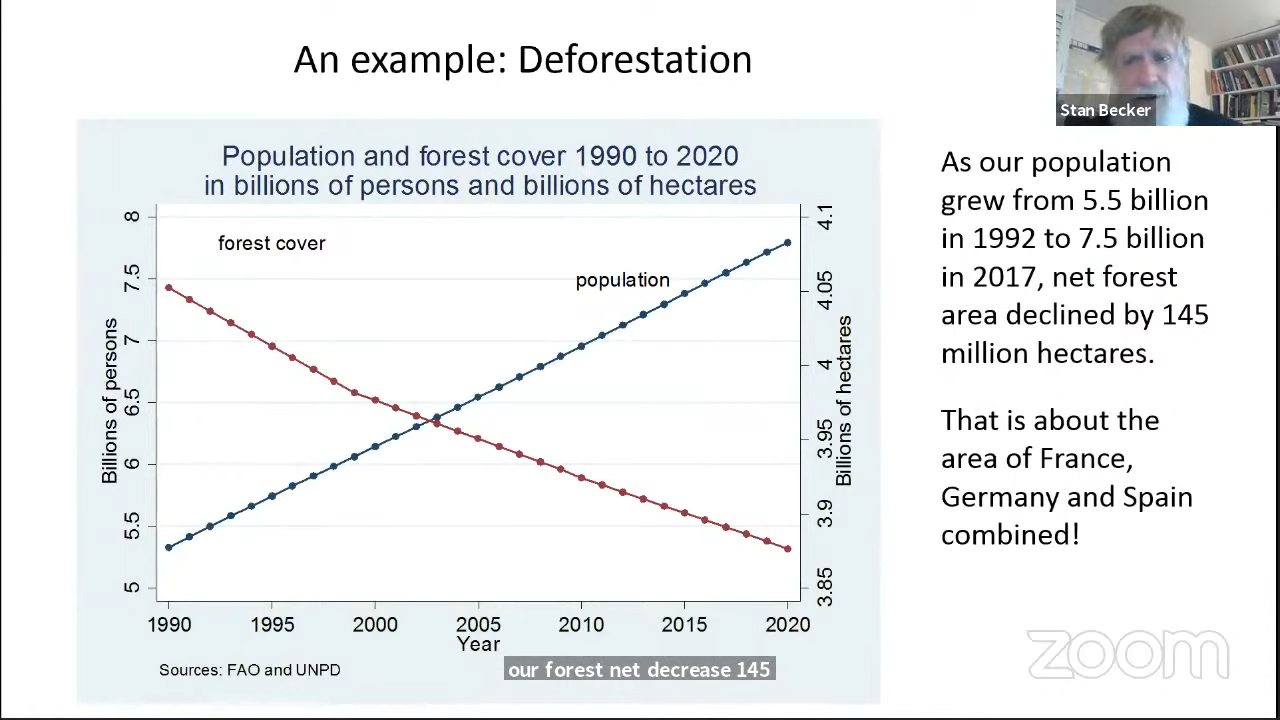 An example: Deforestation
Stan Becker
Population and forest cover 1990 to 2020
in billions of persons and billions of hectares
8
7.5
7
6.5
6
5.5
5
Billions of persons
forest cover
population
4.1
4.05
4
3.95
3.9
3.85
Billions of hectares
1990 1995 2000 2005 2010 2015 2020
Year
Sources: FAO and UNPD
our forest net decrease 145
As our population
grew from 5.5 billion
in 1992 to 7.5 billion
in 2017, net forest
area declined by 145
million hectares.
That is about the
area of France,
Germany and Spain
combined!
zoom